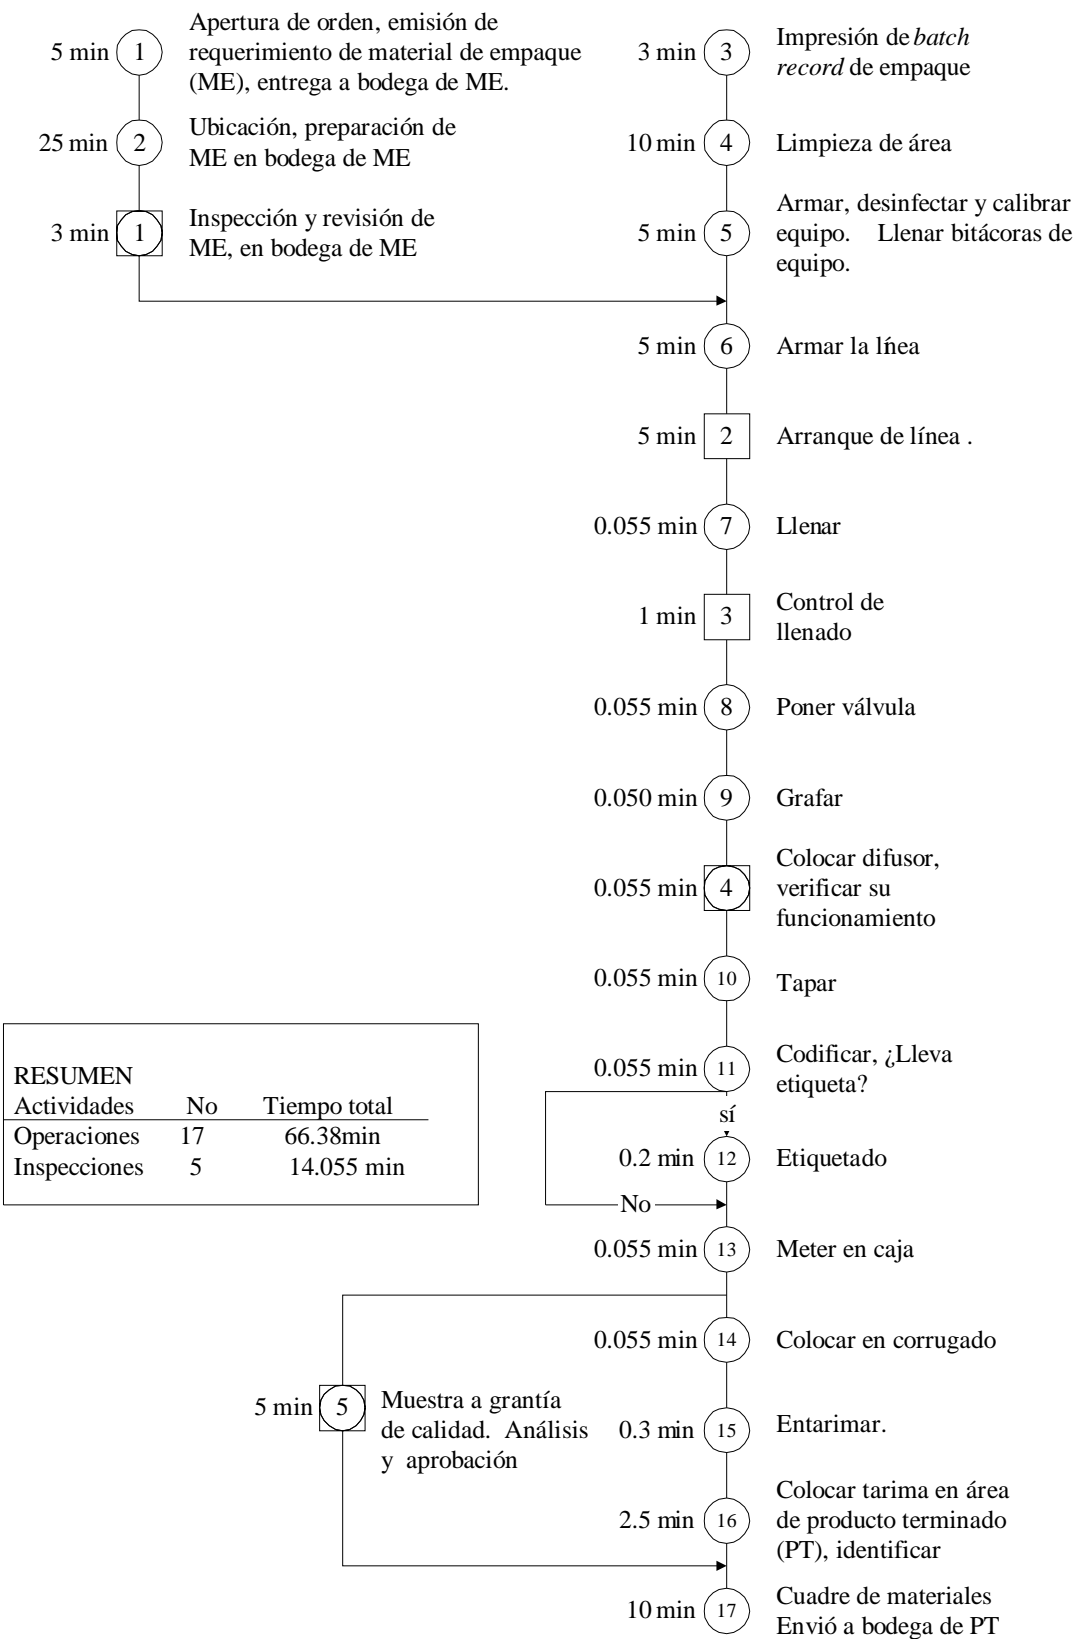 5 min 1 Apertura de orden, emisión de
requerimiento de material de empaque
(ME), entrega a bodega de ME.
25 min 2 Ubicación, preparación de
ME en bodega de ME
3 min 1 Inspección y revisión de
ME, en bodega de ME
3 min 3 Impresión de batch
record de empaque
10 min 4 Limpieza de área
5 min 5 Armar, desinfectar y calibrar
equipo. Llenar bitácoras de
equipo.
5 min 6 Armar la línea
5 min 2 Arranque de línea .
0.055 min 7 Llenar
1 min 3 Control de
llenado
0.055 min 8 Poner válvula
0.050 min 9 Grafar
0.055 min 4 Colocar difusor,
verificar su
funcionamiento
0.055 min 10 Tapar
0.055 min 11 Codificar, ¿Lleva
etiqueta?
sí
0.2 min 12 Etiquetado
No
0.055 min 13 Meter en caja
0.055 min 14 Colocar en corrugado
5 min 5 Muestra a grantía
de calidad. Análisis
y aprobación
0.3 min 15 Entarimar.
2.5 min 16 Colocar tarima en área
de producto terminado
(PT), identificar
10 min 17 Cuadre de materiales
Envió a bodega de PT
RESUMEN
Actividades No Tiempo total
Operaciones 17 66.38min
Inspecciones 5 14.055 min